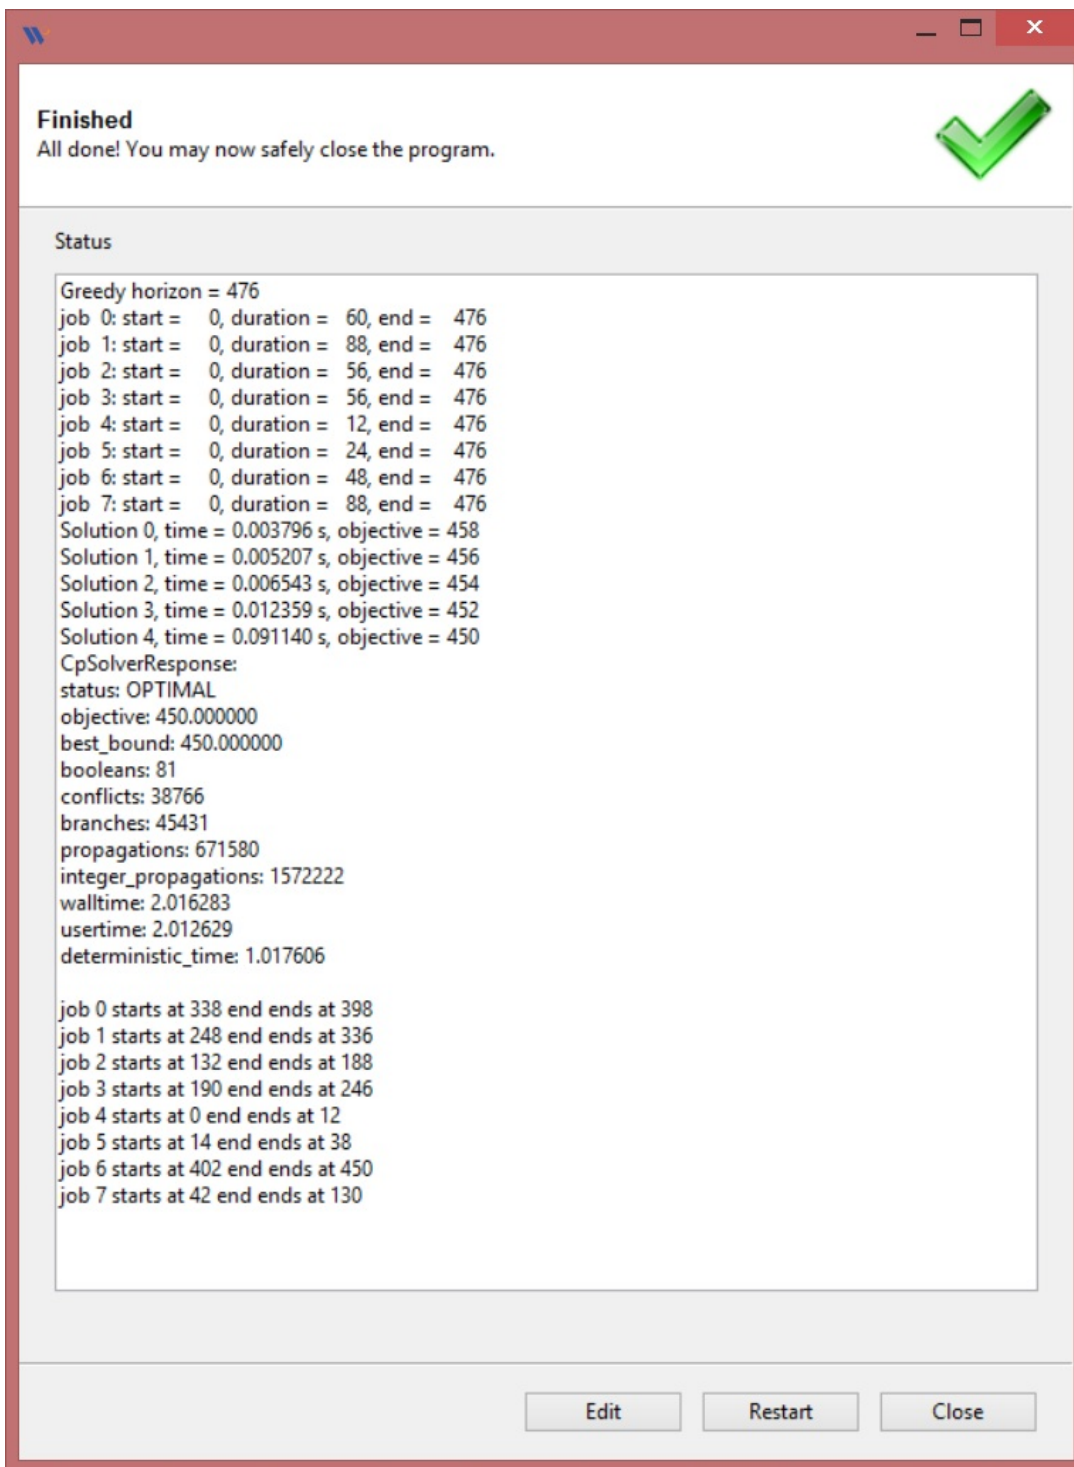 Finished
All done! You may now safely close the program.
Status
Greedy horizon = 476
job  0: start =     0, duration =   60, end =    476
job  1: start =     0, duration =   88, end =    476
job  2: start =     0, duration =   56, end =    476
job  3: start =     0, duration =   56, end =    476
job  4: start =     0, duration =   12, end =    476
job  5: start =     0, duration =   24, end =    476
job  6: start =     0, duration =   48, end =    476
job  7: start =     0, duration =   88, end =    476
Solution 0, time = 0.003796 s, objective = 458
Solution 1, time = 0.005207 s, objective = 456
Solution 2, time = 0.006543 s, objective = 454
Solution 3, time = 0.012359 s, objective = 452
Solution 4, time = 0.091140 s, objective = 450
CpSolverResponse:
status: OPTIMAL
objective: 450.000000
best_bound: 450.000000
booleans: 81
conflicts: 38766
branches: 45431
propagations: 671580
integer_propagations: 1572222
walltime: 2.016283
usertime: 2.012629
deterministic_time: 1.017606
job 0 starts at 338 end ends at 398
job 1 starts at 248 end ends at 336
job 2 starts at 132 end ends at 188
job 3 starts at 190 end ends at 246
job 4 starts at 0 end ends at 12
job 5 starts at 14 end ends at 38
job 6 starts at 402 end ends at 450
job 7 starts at 42 end ends at 130
Edit
Restart
Close